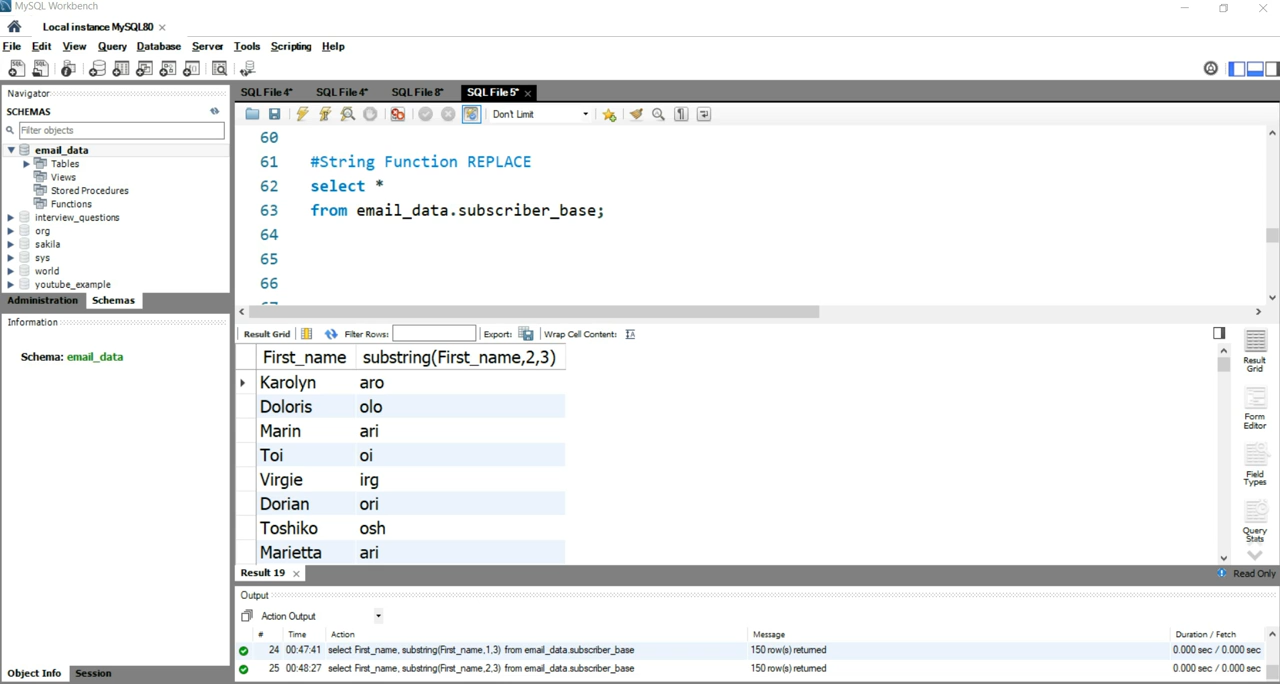 MySQL Workbench
Local instance MySQL80
File Edit View Query Database Server Tools Scripting Help
Navigator
SCHEMAS
Filter objects
email_data
Tables
Views
Stored Procedures
Functions
interview_questions
org
sakila
sys
world
youtube_example
Administration Schemas
Information
Schema: email_data
Object Info Session
SQL File 4* SQL File 4* SQL File 8* SQL File 5*
Don't Limit
60
61 #String Function REPLACE
62 select *
63 from email_data.subscriber_base;
64
65
66
Result Grid Filter Rows: Export: Wrap Cell Content:
First_name substring(First_name,2,3)
Karolyn aro
Doloris olo
Marin ari
Toi oi
Virgie irg
Dorian ori
Toshiko osh
Marietta ari
Result Grid
Form Editor
Field Types
Query Stats
Result 19 Read Only
Output
Action Output
# Time Action Message Duration / Fetch
24 00:47:41 select First_name, substring(First_name,1,3) from email_data.subscriber_base 150 row(s) returned 0.000 sec / 0.000 sec
25 00:48:27 select First_name, substring(First_name,2,3) from email_data.subscriber_base 150 row(s) returned 0.000 sec / 0.000 sec